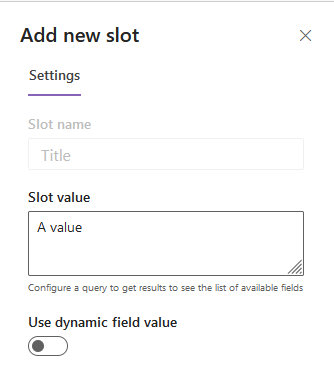 Add new slot
Settings
Slot name
Title
Slot value
A value
Configure a query to get results to see the list of available fields
Use dynamic field value